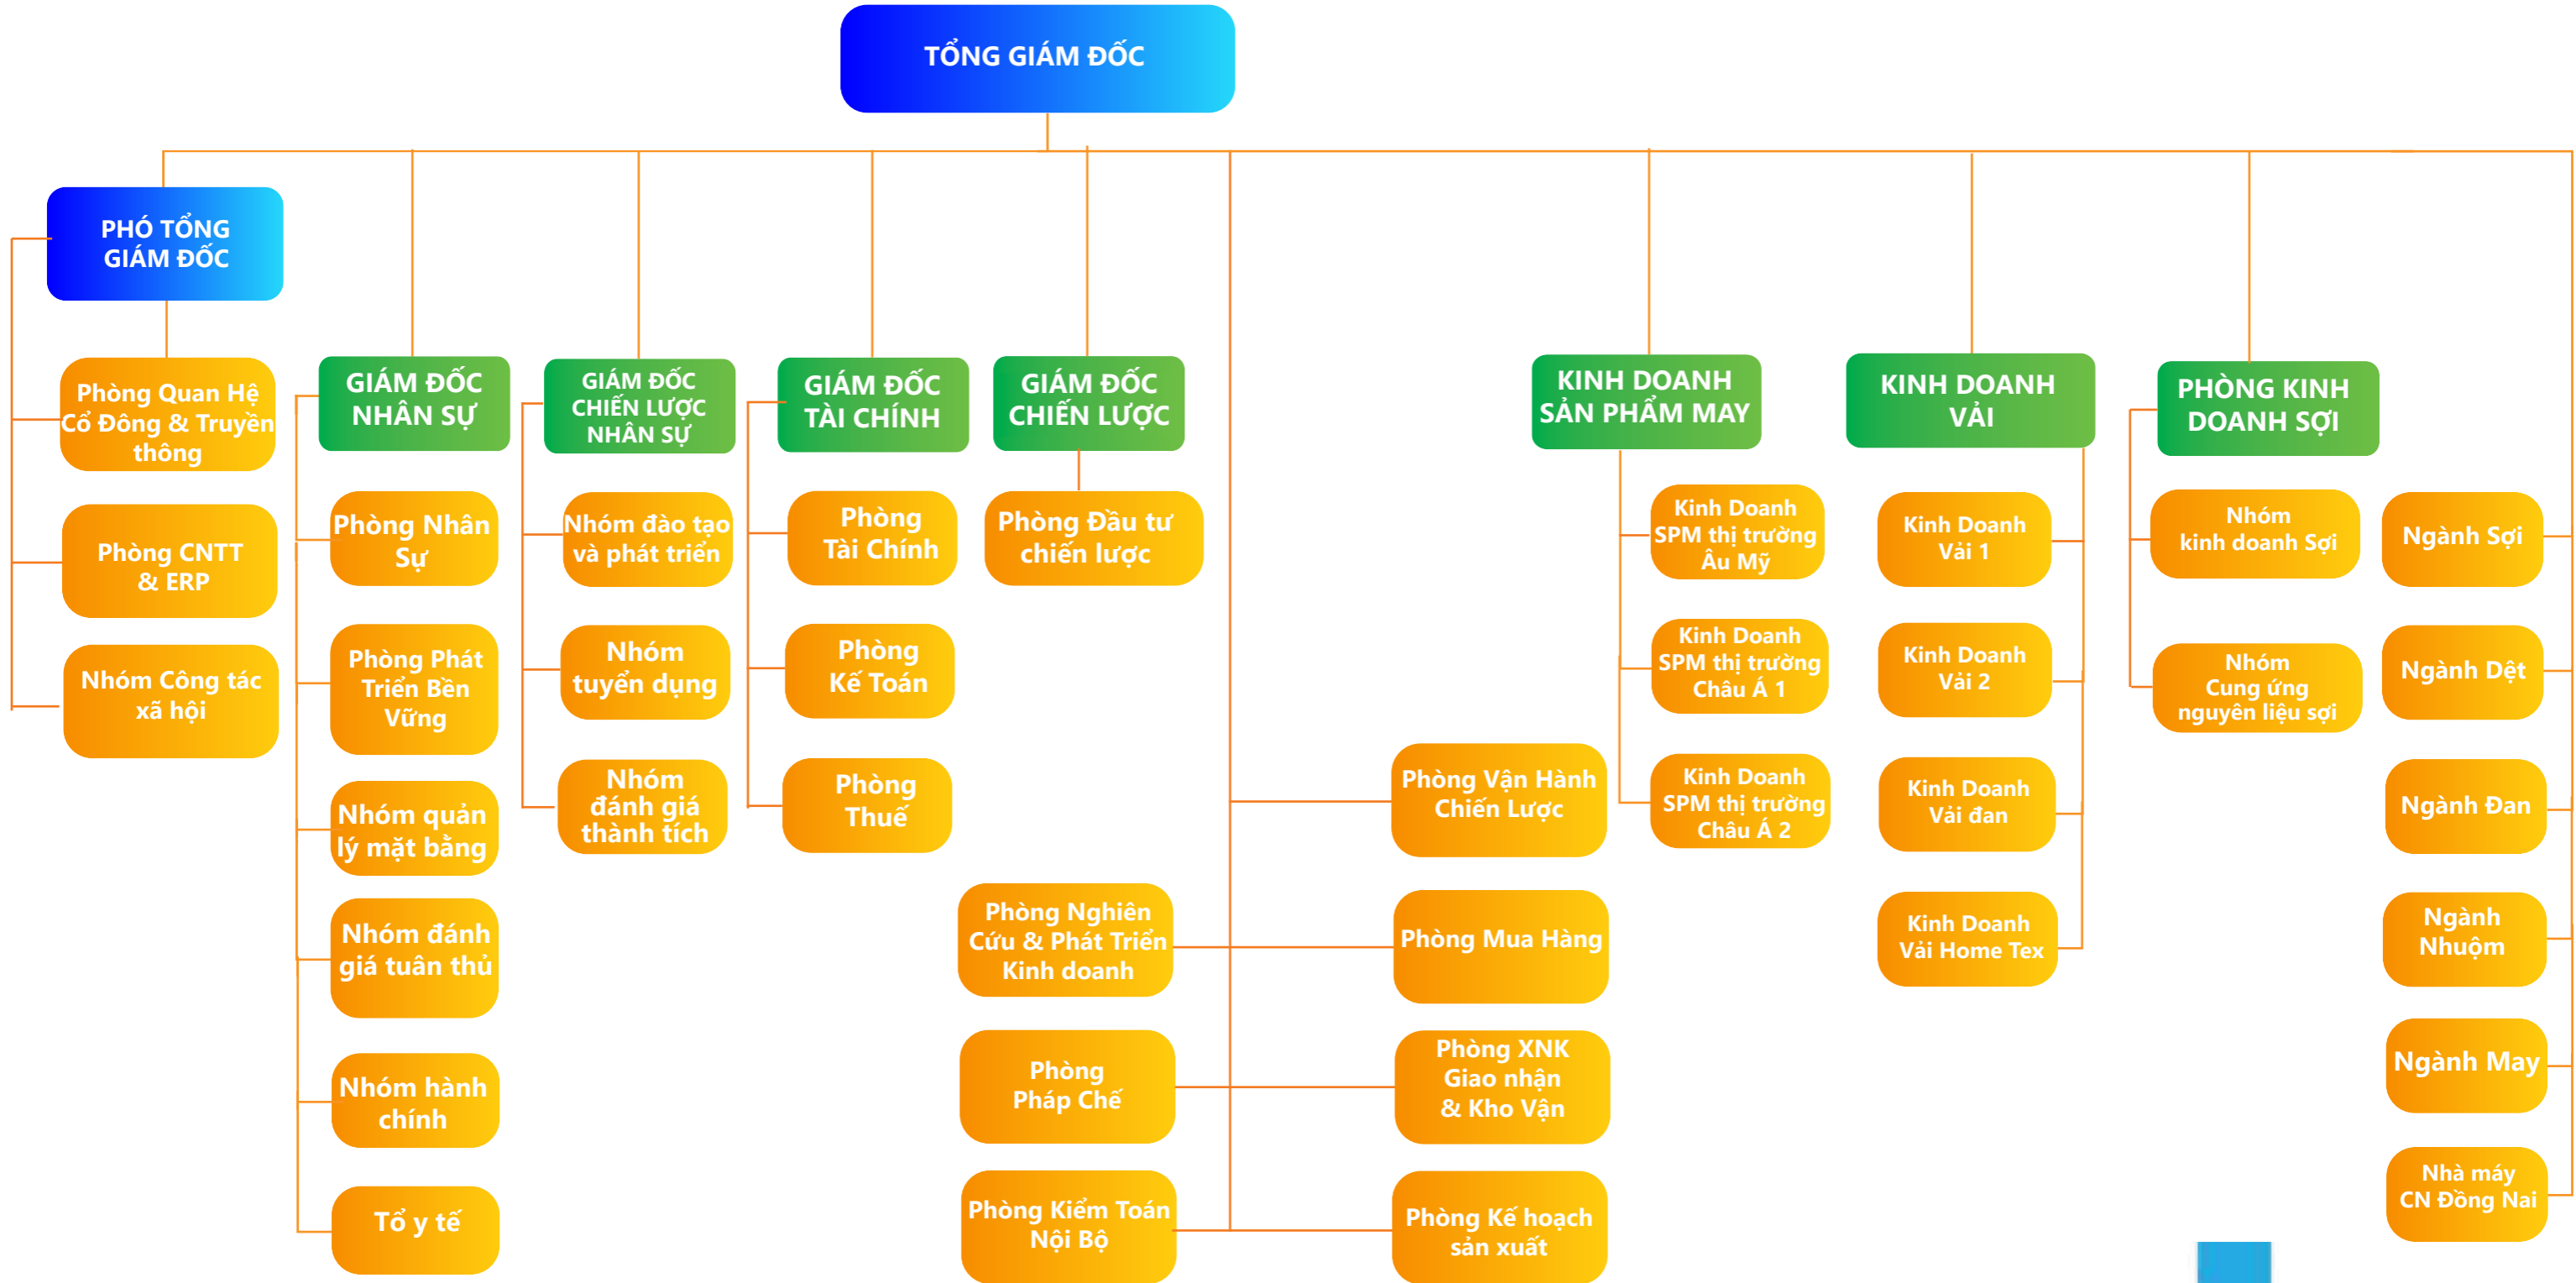 TỔNG GIÁM ĐỐC
PHÓ TỔNG
GIÁM ĐỐC
Phòng Quan Hệ
Cổ Đông & Truyền
thông
Phòng CNTT
& ERP
Nhóm Công tác
xã hội
GIÁM ĐỐC
NHÂN SỰ
Phòng Nhân
Sự
Phòng Phát
Triển Bền
Vững
Nhóm quản
lý mặt bằng
Nhóm đánh
giá tuân thủ
Nhóm hành
chính
Tổ y tế
GIÁM ĐỐC
CHIẾN LƯỢC
NHÂN SỰ
Nhóm đào tạo
và phát triển
Nhóm
tuyển dụng
Nhóm
đánh giá
thành tích
GIÁM ĐỐC
TÀI CHÍNH
Phòng
Tài Chính
Phòng
Kế Toán
Phòng
Thuế
GIÁM ĐỐC
CHIẾN LƯỢC
Phòng Đầu tư
chiến lược
Phòng Nghiên
Cứu & Phát Triển
Kinh doanh
Phòng
Pháp Chế
Phòng Kiểm Toán
Nội Bộ
Phòng Vận Hành
Chiến Lược
Phòng Mua Hàng
Phòng XNK
Giao nhận
& Kho Vận
Phòng Kế hoạch
sản xuất
KINH DOANH
SẢN PHẨM MAY
Kinh Doanh
SPM thị trường
Âu Mỹ
Kinh Doanh
SPM thị trường
Châu Á 1
Kinh Doanh
SPM thị trường
Châu Á 2
KINH DOANH
VẢI
Kinh Doanh
Vải 1
Kinh Doanh
Vải 2
Kinh Doanh
Vải đan
Kinh Doanh
Vải Home Tex
PHÒNG KINH
DOANH SỢI
Nhóm
kinh doanh Sợi
Nhóm
Cung ứng
nguyên liệu sợi
Ngành Sợi
Ngành Dệt
Ngành Đan
Ngành
Nhuộm
Ngành May
Nhà máy
CN Đồng Nai